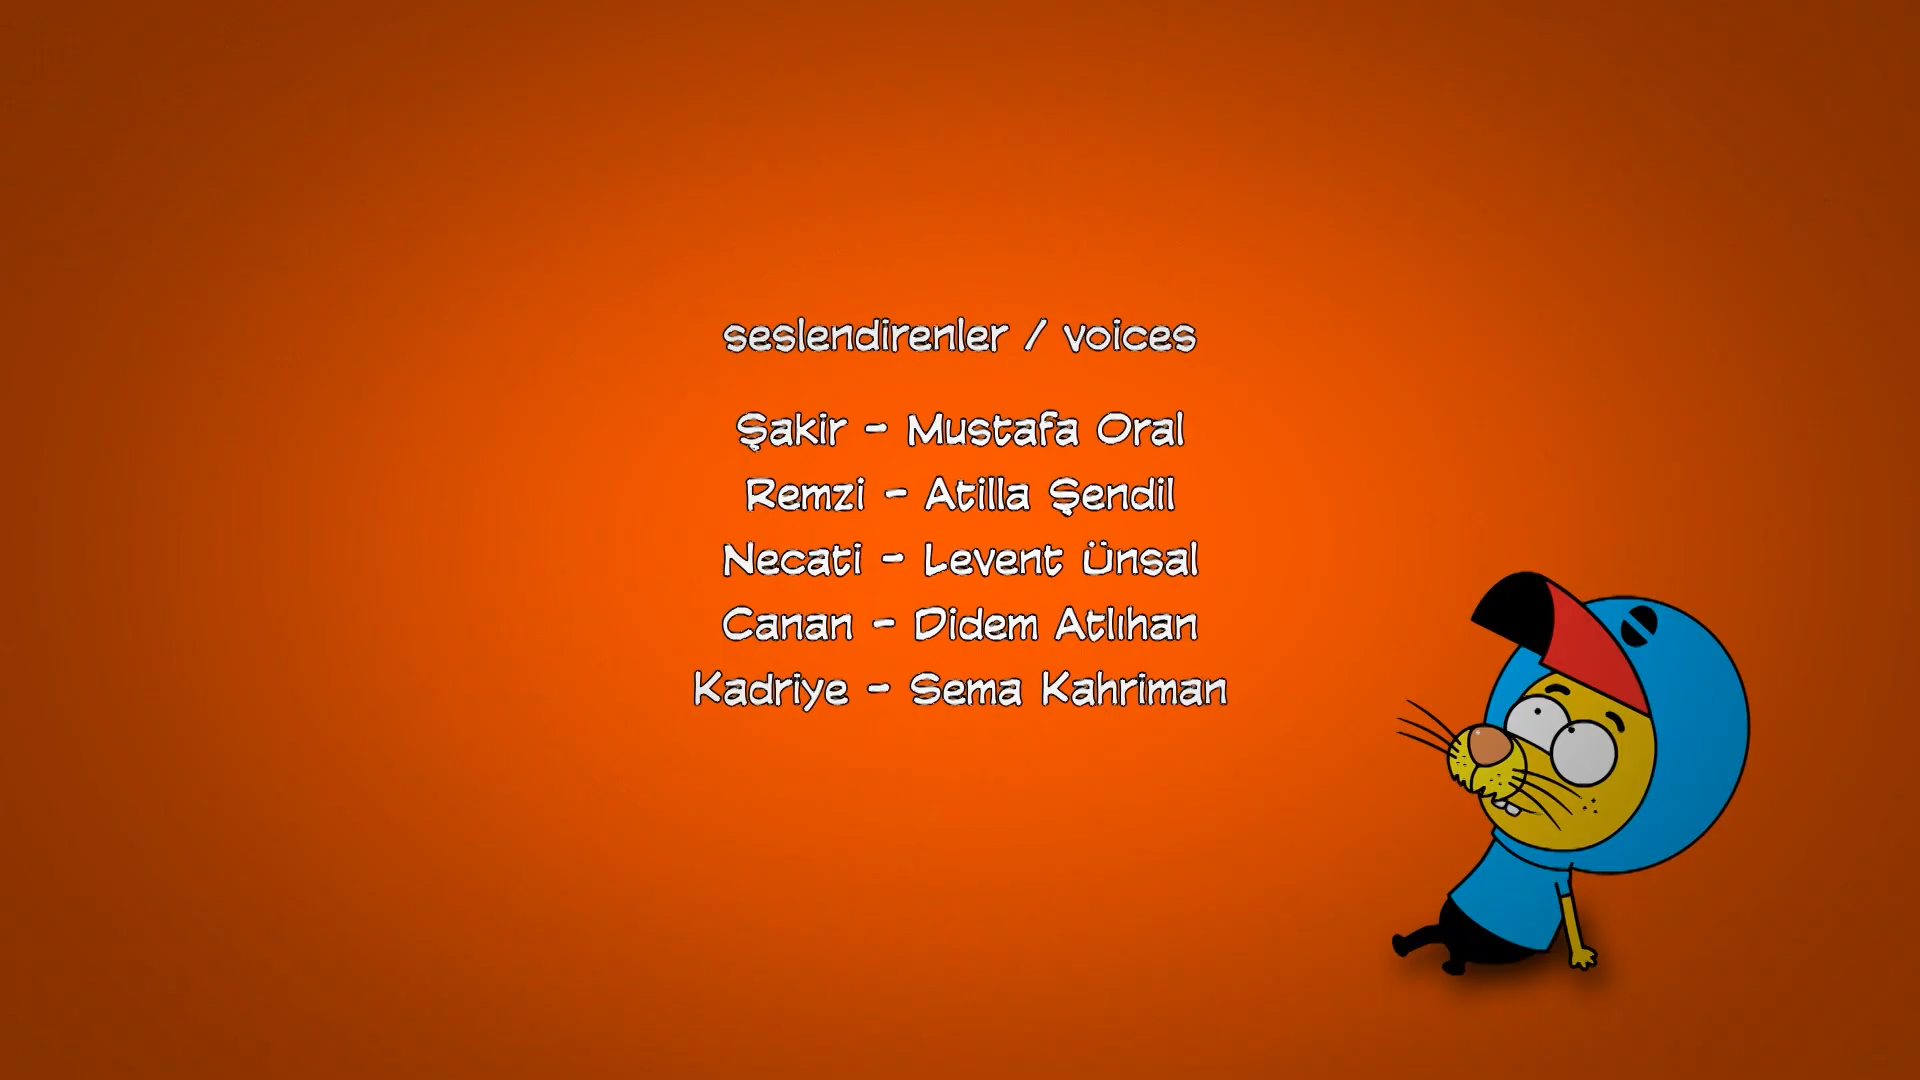 seslendirenler / voices
Şakir - Mustafa Oral
Remzi - Atilla Şendil
Necati - Levent Ünsal
Canan - Didem Atlıhan
Kadriye - Sema Kahriman